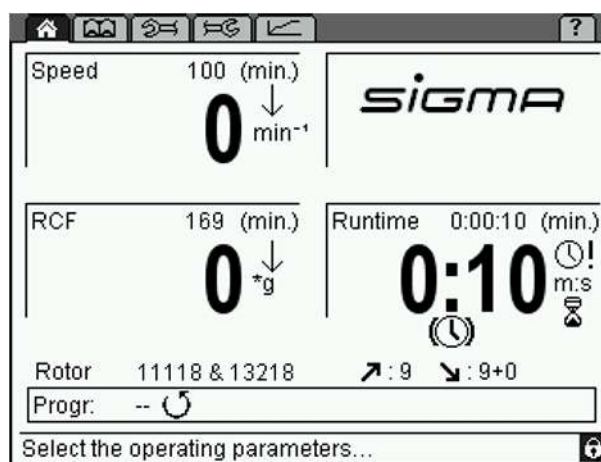 ?
Speed 100 (min.)
0 min⁻¹
sigma
RCF 169 (min.)
0 *g
Runtime 0:00:10 (min.)
0:10 ! m:s
Rotor 11118 & 13218 : 9 : 9+0
Progr: --
Select the operating parameters...